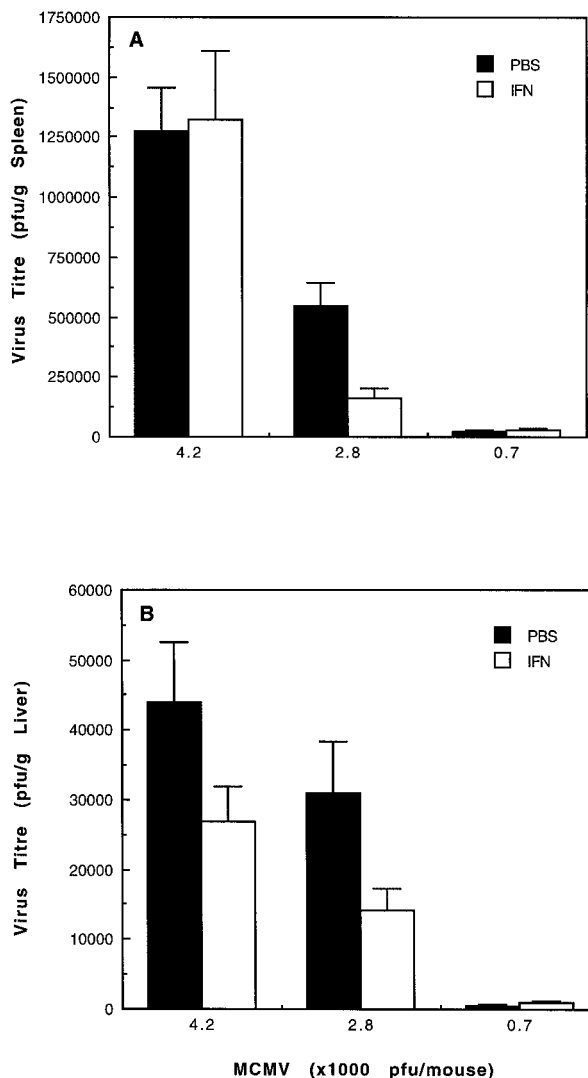 A
PBS
IFN
Virus Titre (pfu/g Spleen)
1750000
1500000
1250000
1000000
750000
500000
250000
0
4.2 2.8 0.7
B
PBS
IFN
Virus Titre (pfu/g Liver)
60000
50000
40000
30000
20000
10000
0
4.2 2.8 0.7
MCMV (x1000 pfu/mouse)